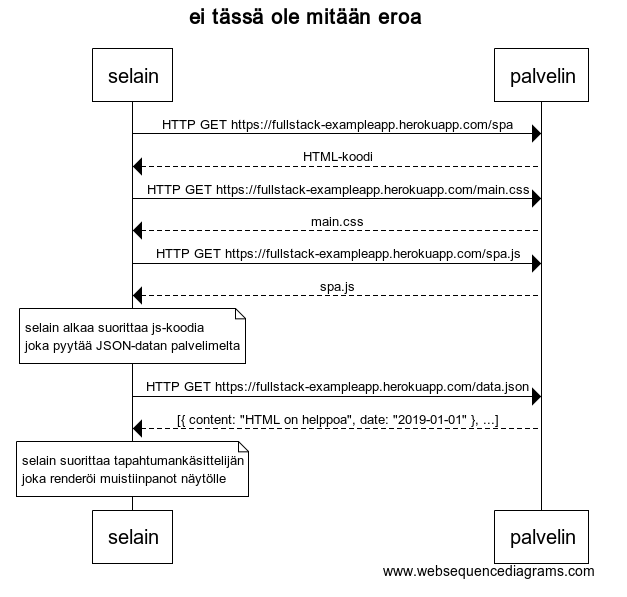 ei tässä ole mitään eroa
selain
palvelin
HTTP GET https://fullstack-exampleapp.herokuapp.com/spa
HTML-koodi
HTTP GET https://fullstack-exampleapp.herokuapp.com/main.css
main.css
HTTP GET https://fullstack-exampleapp.herokuapp.com/spa.js
spa.js
selain alkaa suorittaa js-koodia
joka pyytää JSON-datan palvelimelta
HTTP GET https://fullstack-exampleapp.herokuapp.com/data.json
[{ content: "HTML on helppoa", date: "2019-01-01" }, ...]
selain suorittaa tapahtumankäsittelijän
joka renderöi muistiinpanot näytölle
selain
palvelin
www.websequencediagrams.com